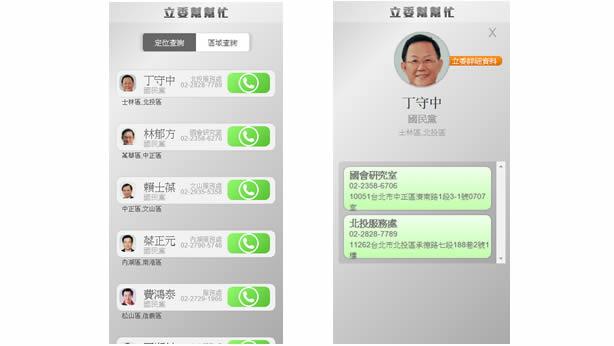 立委幫幫忙
定位查詢
區域查詢
丁守中
北投服務處
國民黨
02-2828-7789
士林區,北投區
林郁方
國會研究室
國民黨
02-2358-6276
萬華區,中正區
賴士葆
文山服務處
國民黨
02-2935-5358
中正區,文山區
蔡正元
內湖服務處
國民黨
02-2790-5746
內湖區,南港區
費鴻泰
服務處
國民黨
02-2729-1966
松山區,信義區
立委幫幫忙
X
立委詳細資料
丁守中
國民黨
士林區,北投區
國會研究室
02-2358-6706
10051台北市中正區濟南路1段3-1號0707
室
北投服務處
02-2828-7789
11262台北市北投區承德路七段188巷2號1
樓